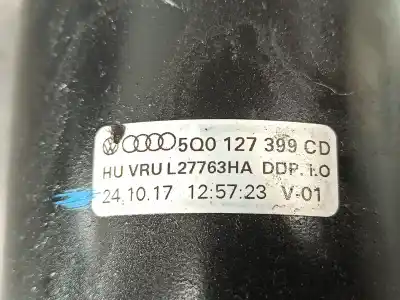 5Q0 127 399 CD
HU VRU L27763HA DDP. 1.0
24.10.17 12:57:23 V-01